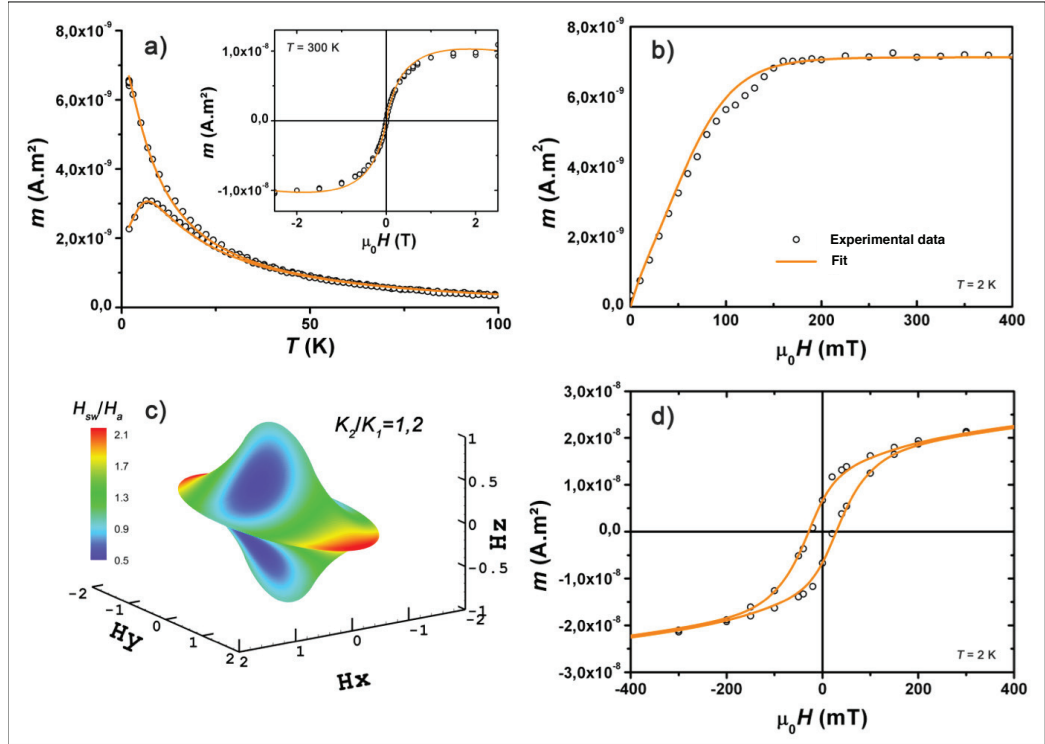 a)
8,0x10⁻⁹
6,0x10⁻⁹
4,0x10⁻⁹
2,0x10⁻⁹
0,0
m (A.m²)
0
50
100
T (K)
T = 300 K
1,0x10⁻⁸
0,0
-1,0x10⁻⁸
m (A.m²)
-2
0
2
μ₀H (T)
b)
8,0x10⁻⁹
6,0x10⁻⁹
4,0x10⁻⁹
2,0x10⁻⁹
0,0
m (A.m²)
Experimental data
Fit
T = 2 K
0
100
200
300
400
μ₀H (mT)
c)
H_sw/H_a
2.1
1.7
1.3
0.9
0.5
K₂/K₁=1,2
1
0.5
0
-0.5
-1
Hz
-2
-1
0
1
2
Hy
2
1
0
-1
-2
Hx
d)
3,0x10⁻⁸
2,0x10⁻⁸
1,0x10⁻⁸
0,0
-1,0x10⁻⁸
-2,0x10⁻⁸
-3,0x10⁻⁸
m (A.m²)
T = 2 K
-400
-200
0
200
400
μ₀H (mT)